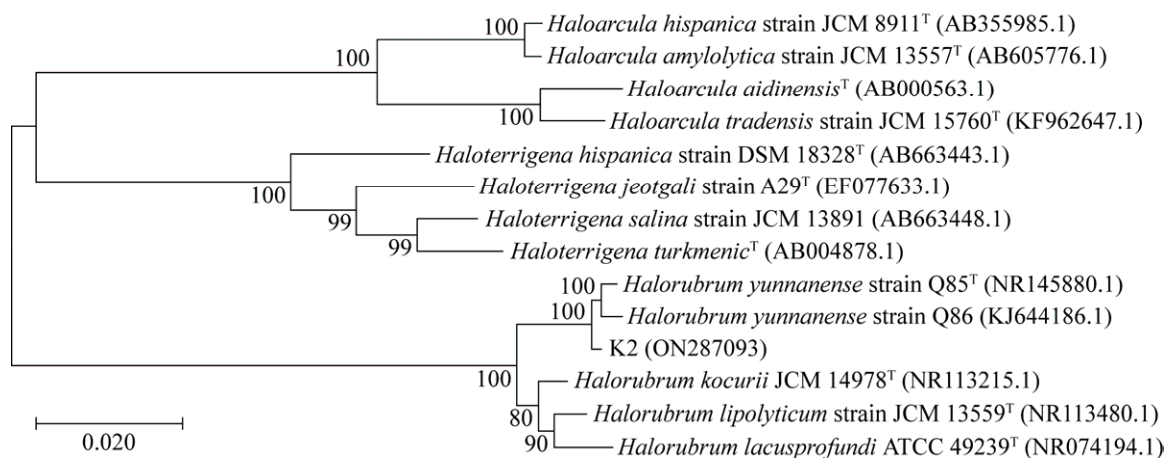 100 Haloarcula hispanica strain JCM 8911ᵀ (AB355985.1)
100 Haloarcula amylolytica strain JCM 13557ᵀ (AB605776.1)
Haloarcula aidinensisᵀ (AB000563.1)
100 Haloarcula tradensis strain JCM 15760ᵀ (KF962647.1)
Haloterrigena hispanica strain DSM 18328ᵀ (AB663443.1)
100 Haloterrigena jeotgali strain A29ᵀ (EF077633.1)
99 Haloterrigena salina strain JCM 13891 (AB663448.1)
99 Haloterrigena turkmenicᵀ (AB004878.1)
100 Halorubrum yunnanense strain Q85ᵀ (NR145880.1)
100 Halorubrum yunnanense strain Q86 (KJ644186.1)
K2 (ON287093)
100 Halorubrum kocurii JCM 14978ᵀ (NR113215.1)
80 Halorubrum lipolyticum strain JCM 13559ᵀ (NR113480.1)
90 Halorubrum lacusprofundi ATCC 49239ᵀ (NR074194.1)
0.020